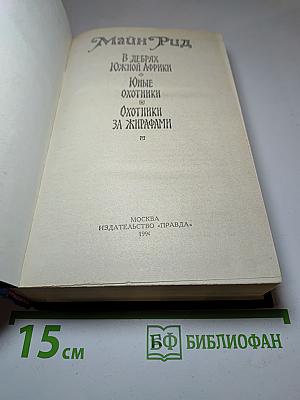 Майн Рид
В дебрях
Южной Африки
Юные
охотники
Охотники
за жирафами
МОСКВА
ИЗДАТЕЛЬСТВО «ПРАВДА»
15 см
БФ БИБЛИОФАН